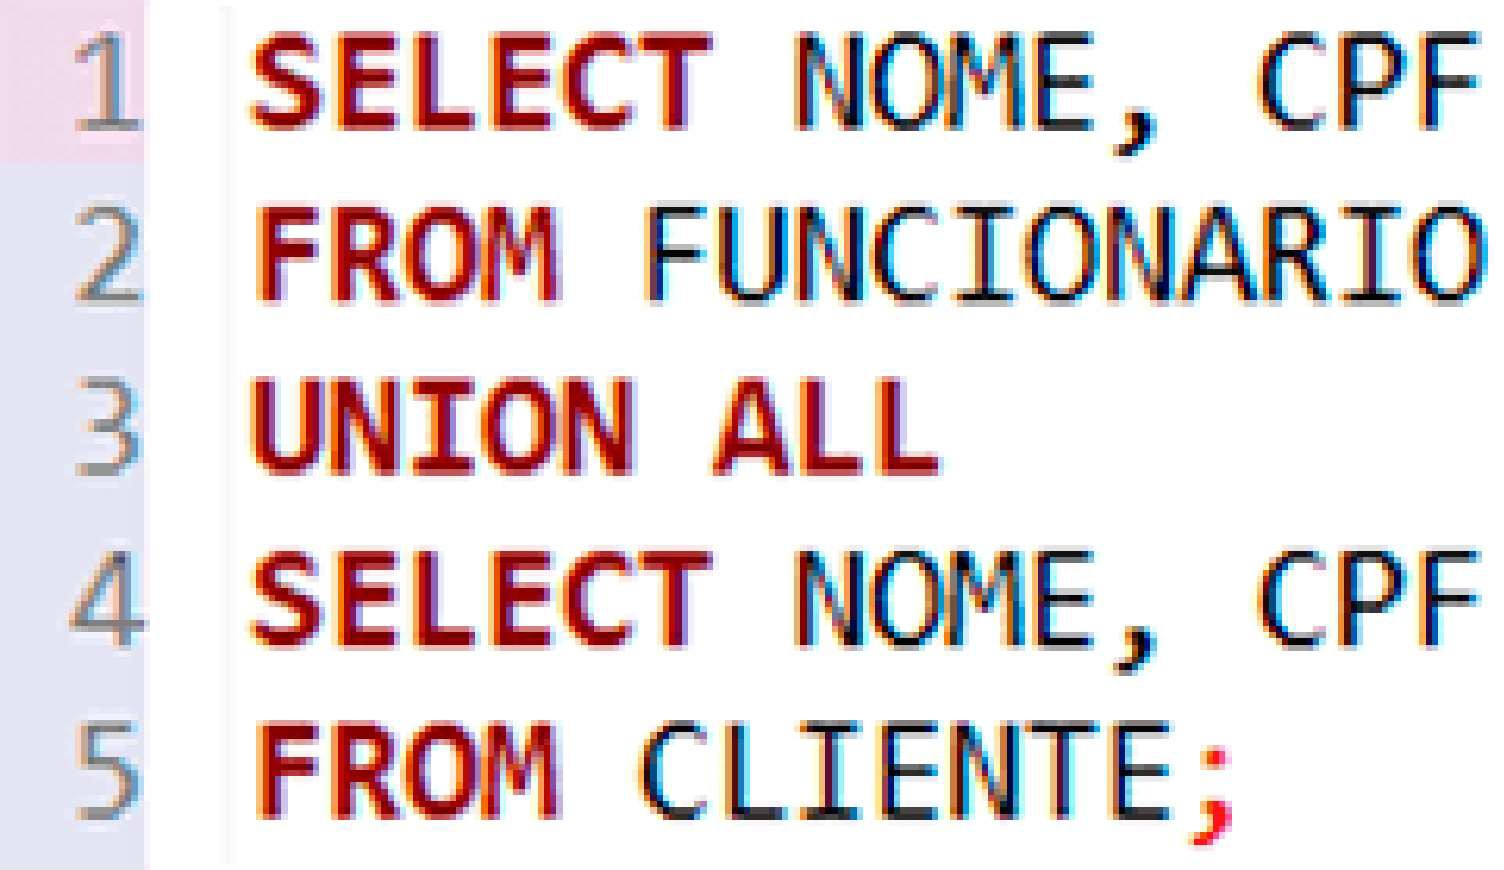 1 SELECT NOME, CPF
2 FROM FUNCIONARIO
3 UNION ALL
4 SELECT NOME, CPF
5 FROM CLIENTE;